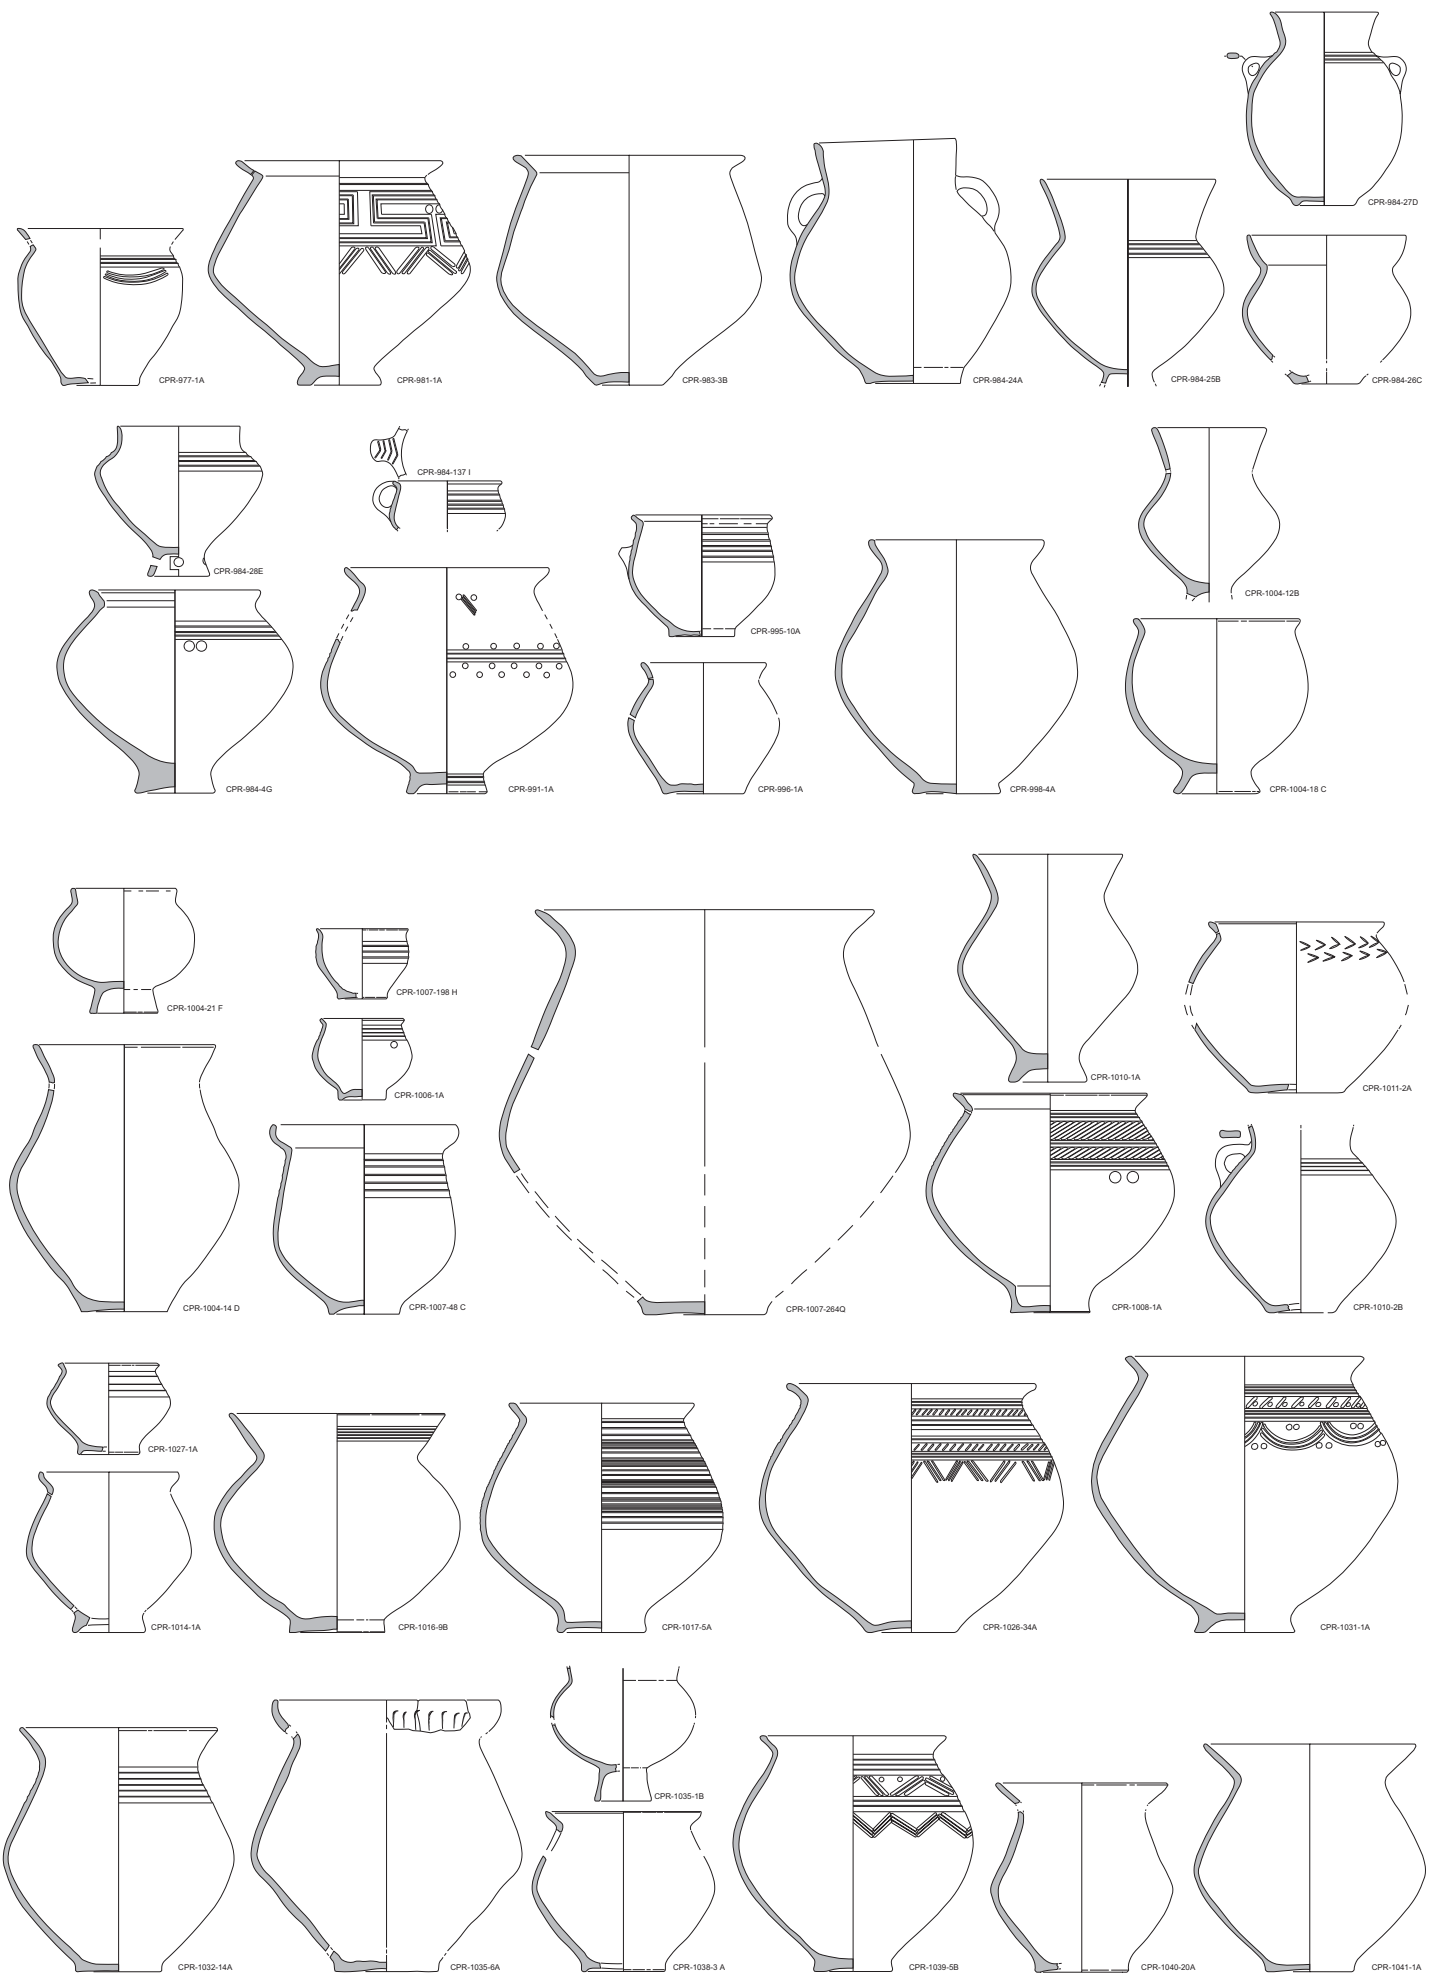 CPR-984-27D
CPR-977-1A
CPR-981-1A
CPR-983-3B
CPR-984-24A
CPR-984-25B
CPR-984-26C
CPR-984-137 I
CPR-984-28E
CPR-995-10A
CPR-1004-12B
CPR-984-4G
CPR-991-1A
CPR-996-1A
CPR-998-4A
CPR-1004-18 C
CPR-1004-21 F
CPR-1007-198 H
CPR-1006-1A
CPR-1010-1A
CPR-1011-2A
CPR-1004-14 D
CPR-1007-48 C
CPR-1007-264Q
CPR-1008-1A
CPR-1010-2B
CPR-1027-1A
CPR-1014-1A
CPR-1016-9B
CPR-1017-5A
CPR-1026-34A
CPR-1031-1A
CPR-1035-1B
CPR-1032-14A
CPR-1035-6A
CPR-1038-3 A
CPR-1039-5B
CPR-1040-20A
CPR-1041-1A